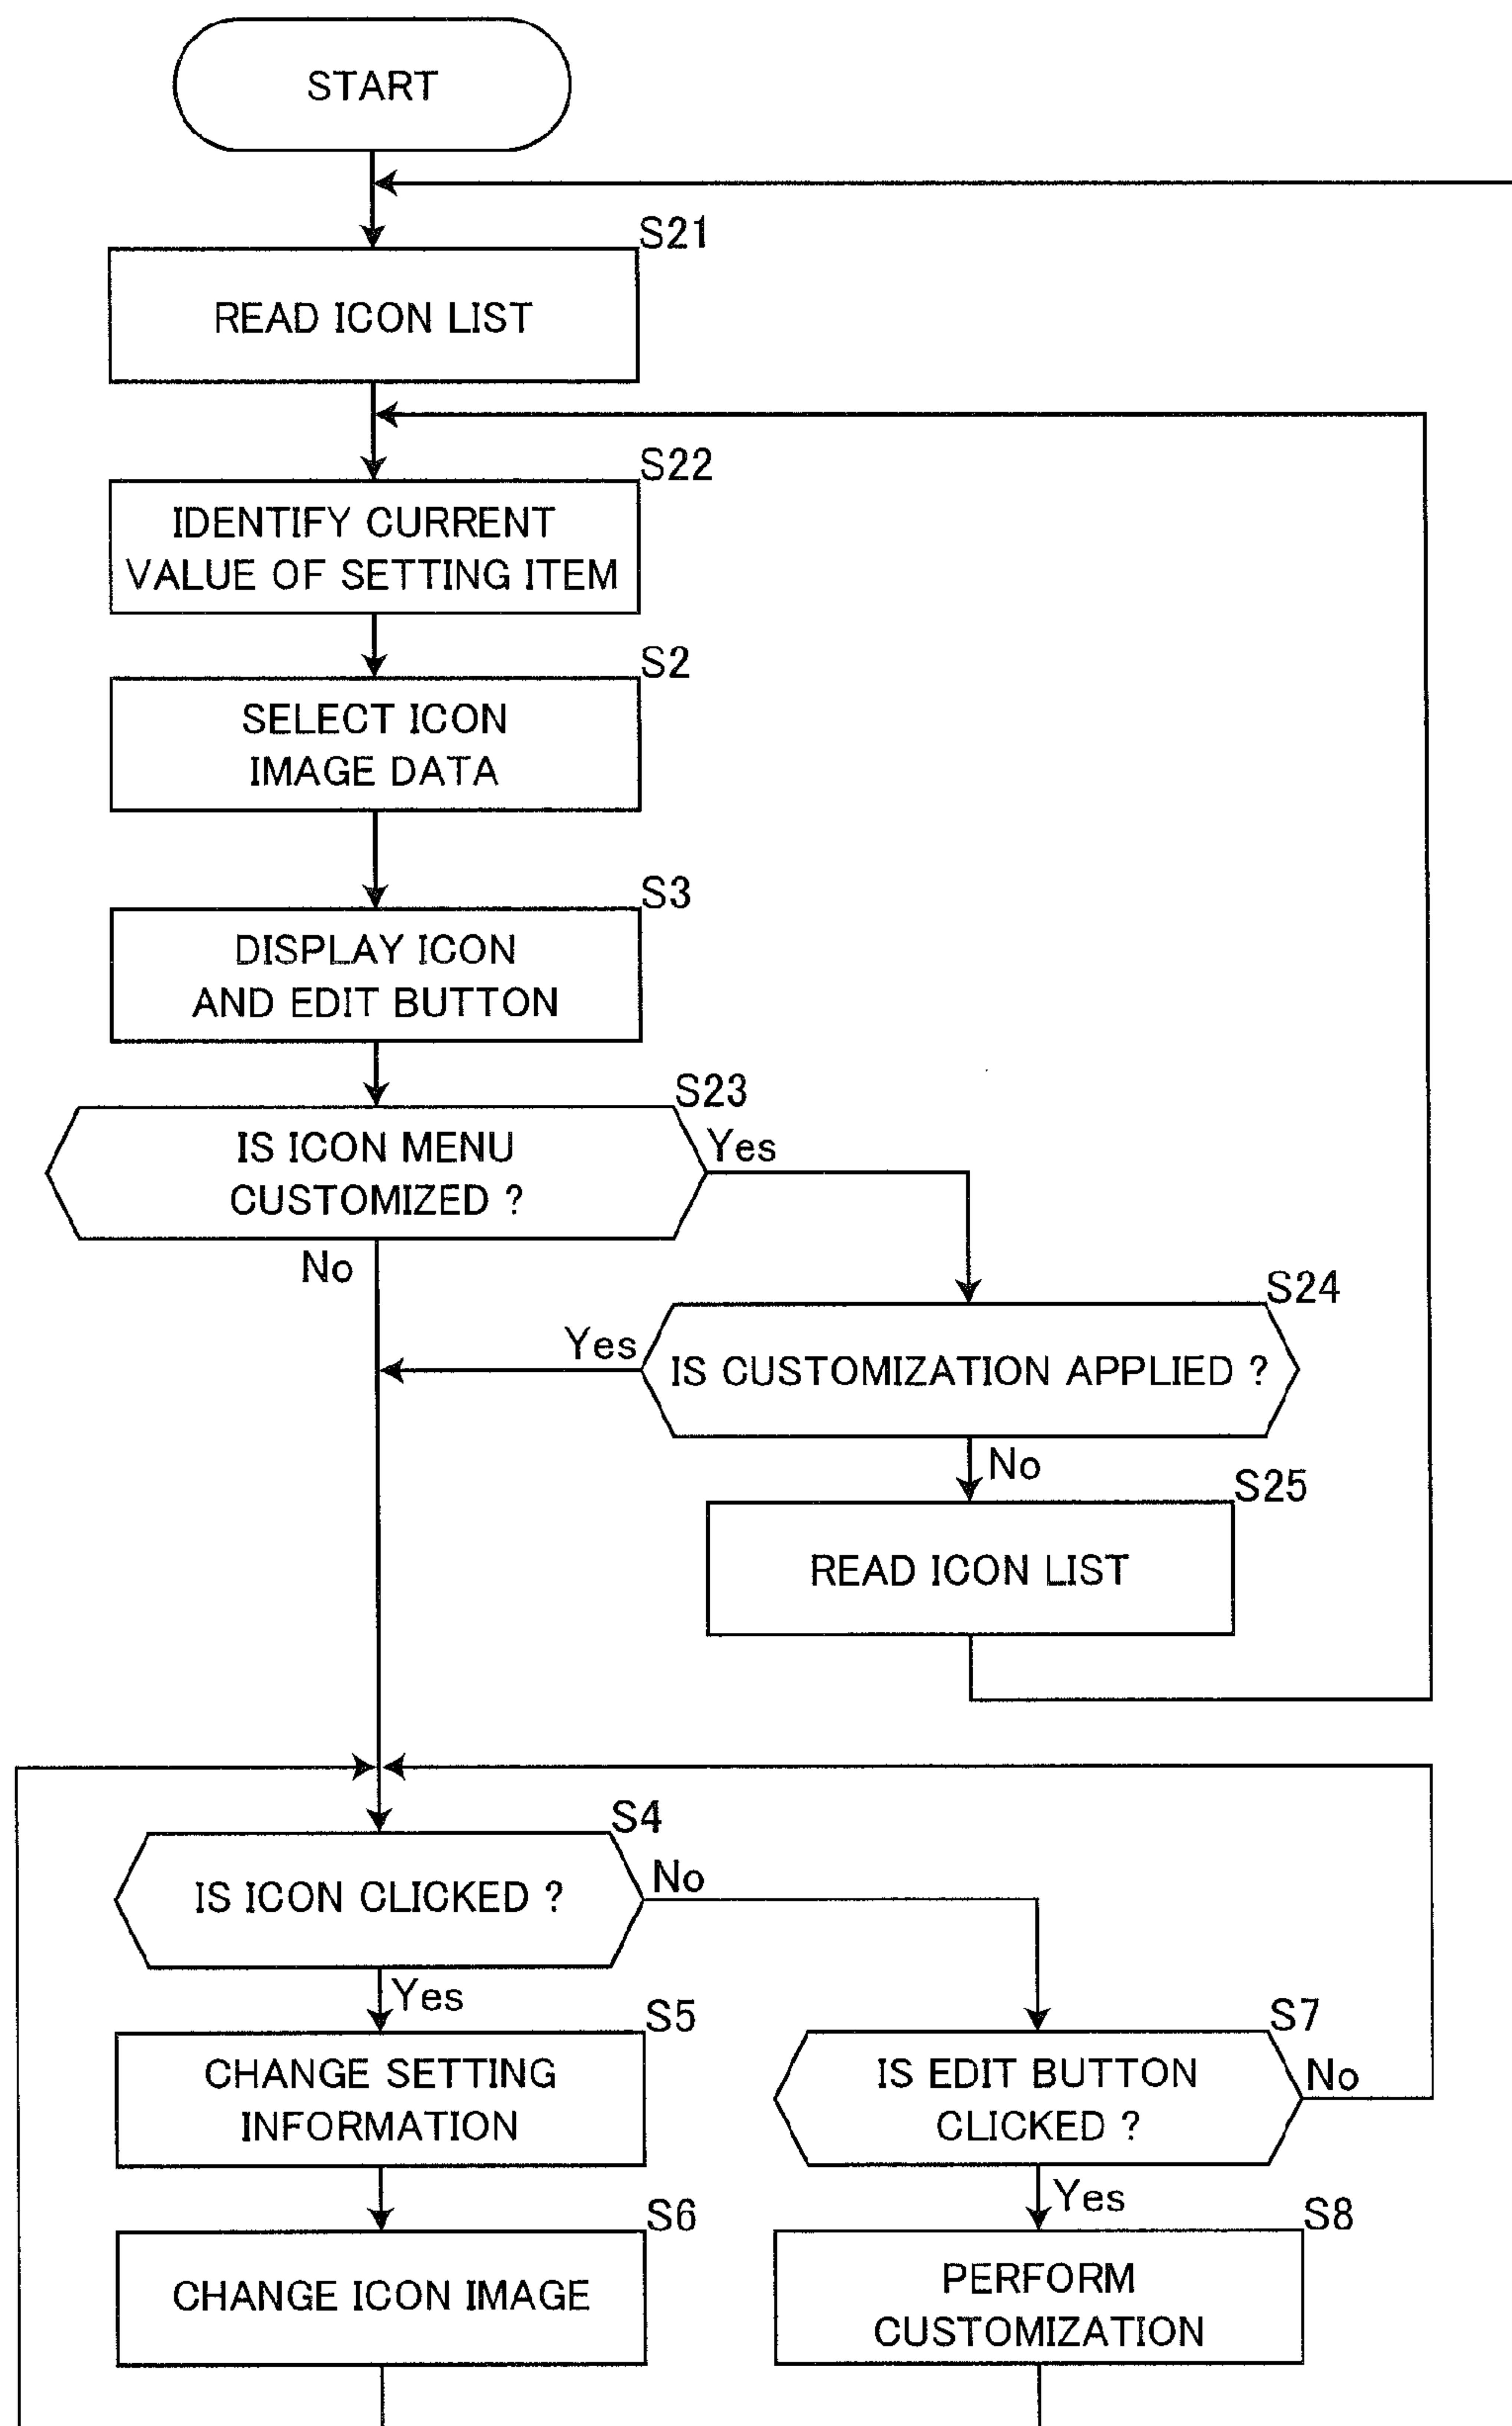 START
S21
READ ICON LIST
S22
IDENTIFY CURRENT
VALUE OF SETTING ITEM
S2
SELECT ICON
IMAGE DATA
S3
DISPLAY ICON
AND EDIT BUTTON
S23
IS ICON MENU
CUSTOMIZED ?
Yes
No
S24
IS CUSTOMIZATION APPLIED ?
Yes
No
S25
READ ICON LIST
S4
IS ICON CLICKED ?
No
Yes
S5
CHANGE SETTING
INFORMATION
S7
IS EDIT BUTTON
CLICKED ?
No
Yes
S6
CHANGE ICON IMAGE
S8
PERFORM
CUSTOMIZATION